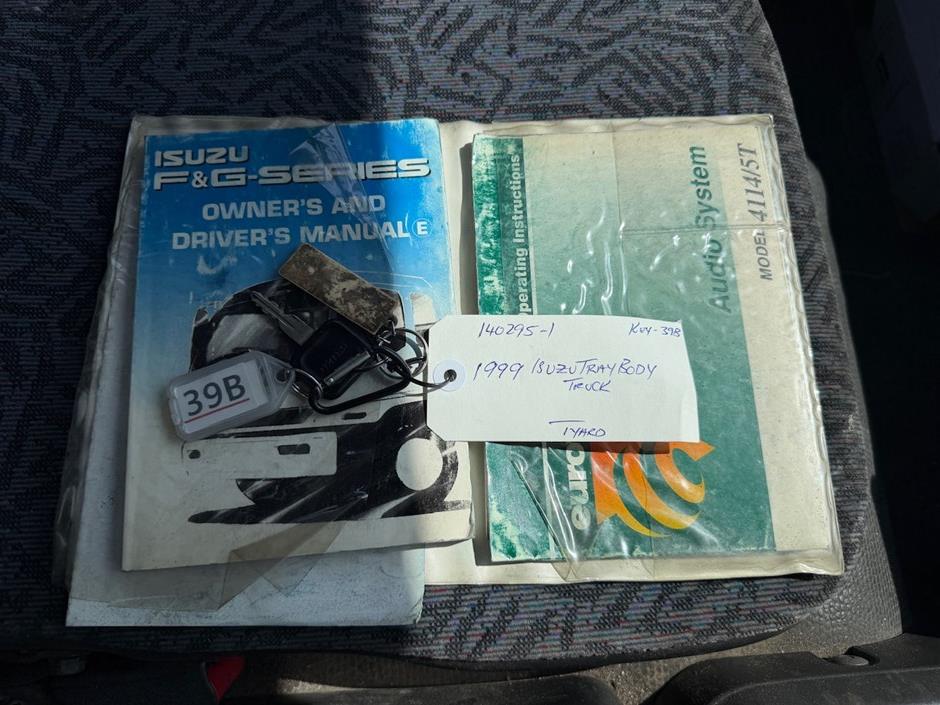 ISUZU
F&G-SERIES
OWNER'S AND
DRIVER'S MANUAL E
39B
140295-1
KEY-39B
1999 ISUZU TRAY BODY
TRUCK
TYARD
Operating Instructions
Audio System
MODEL 4114/5T
euro